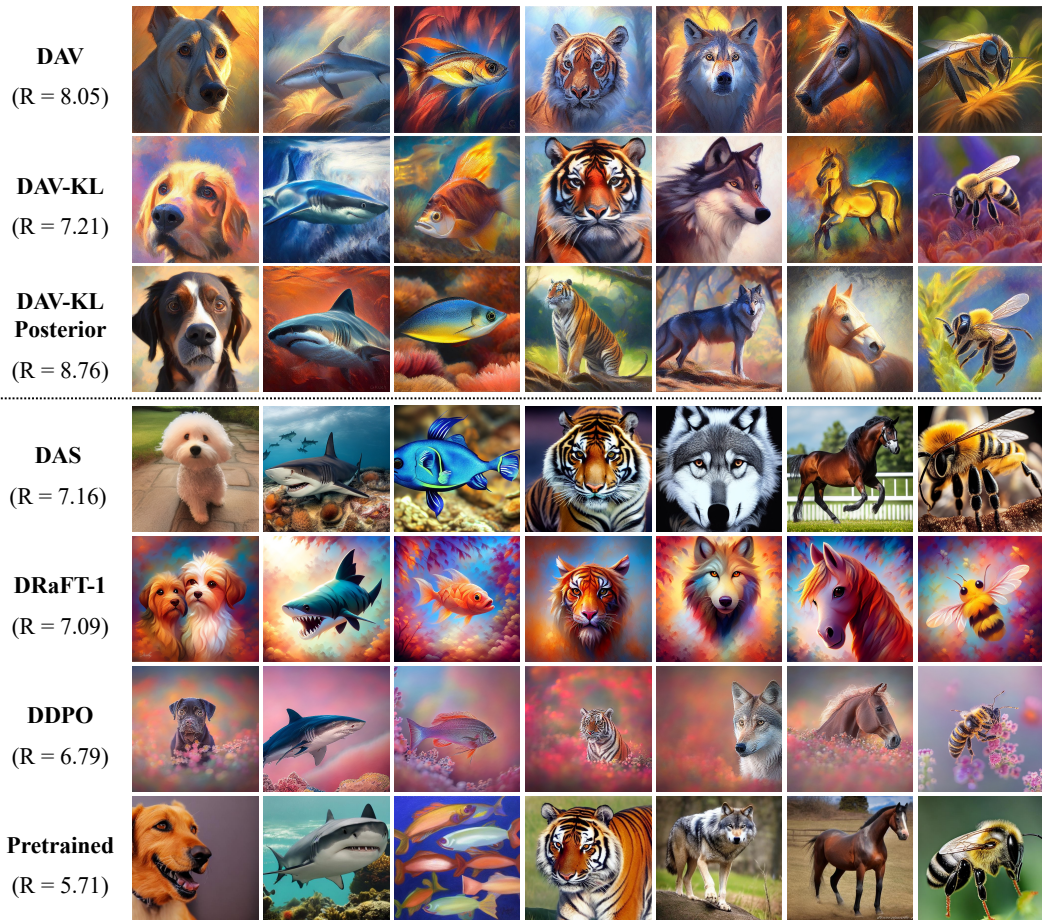 DAV
(R = 8.05)
DAV-KL
(R = 7.21)
DAV-KL
Posterior
(R = 8.76)
DAS
(R = 7.16)
DRaFT-1
(R = 7.09)
DDPO
(R = 6.79)
Pretrained
(R = 5.71)